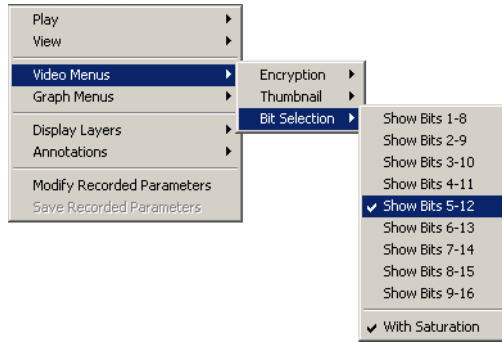 Play
View
Video Menus
Graph Menus
Display Layers
Annotations
Modify Recorded Parameters
Save Recorded Parameters
Encryption
Thumbnail
Bit Selection
Show Bits 1-8
Show Bits 2-9
Show Bits 3-10
Show Bits 4-11
Show Bits 5-12
Show Bits 6-13
Show Bits 7-14
Show Bits 8-15
Show Bits 9-16
With Saturation